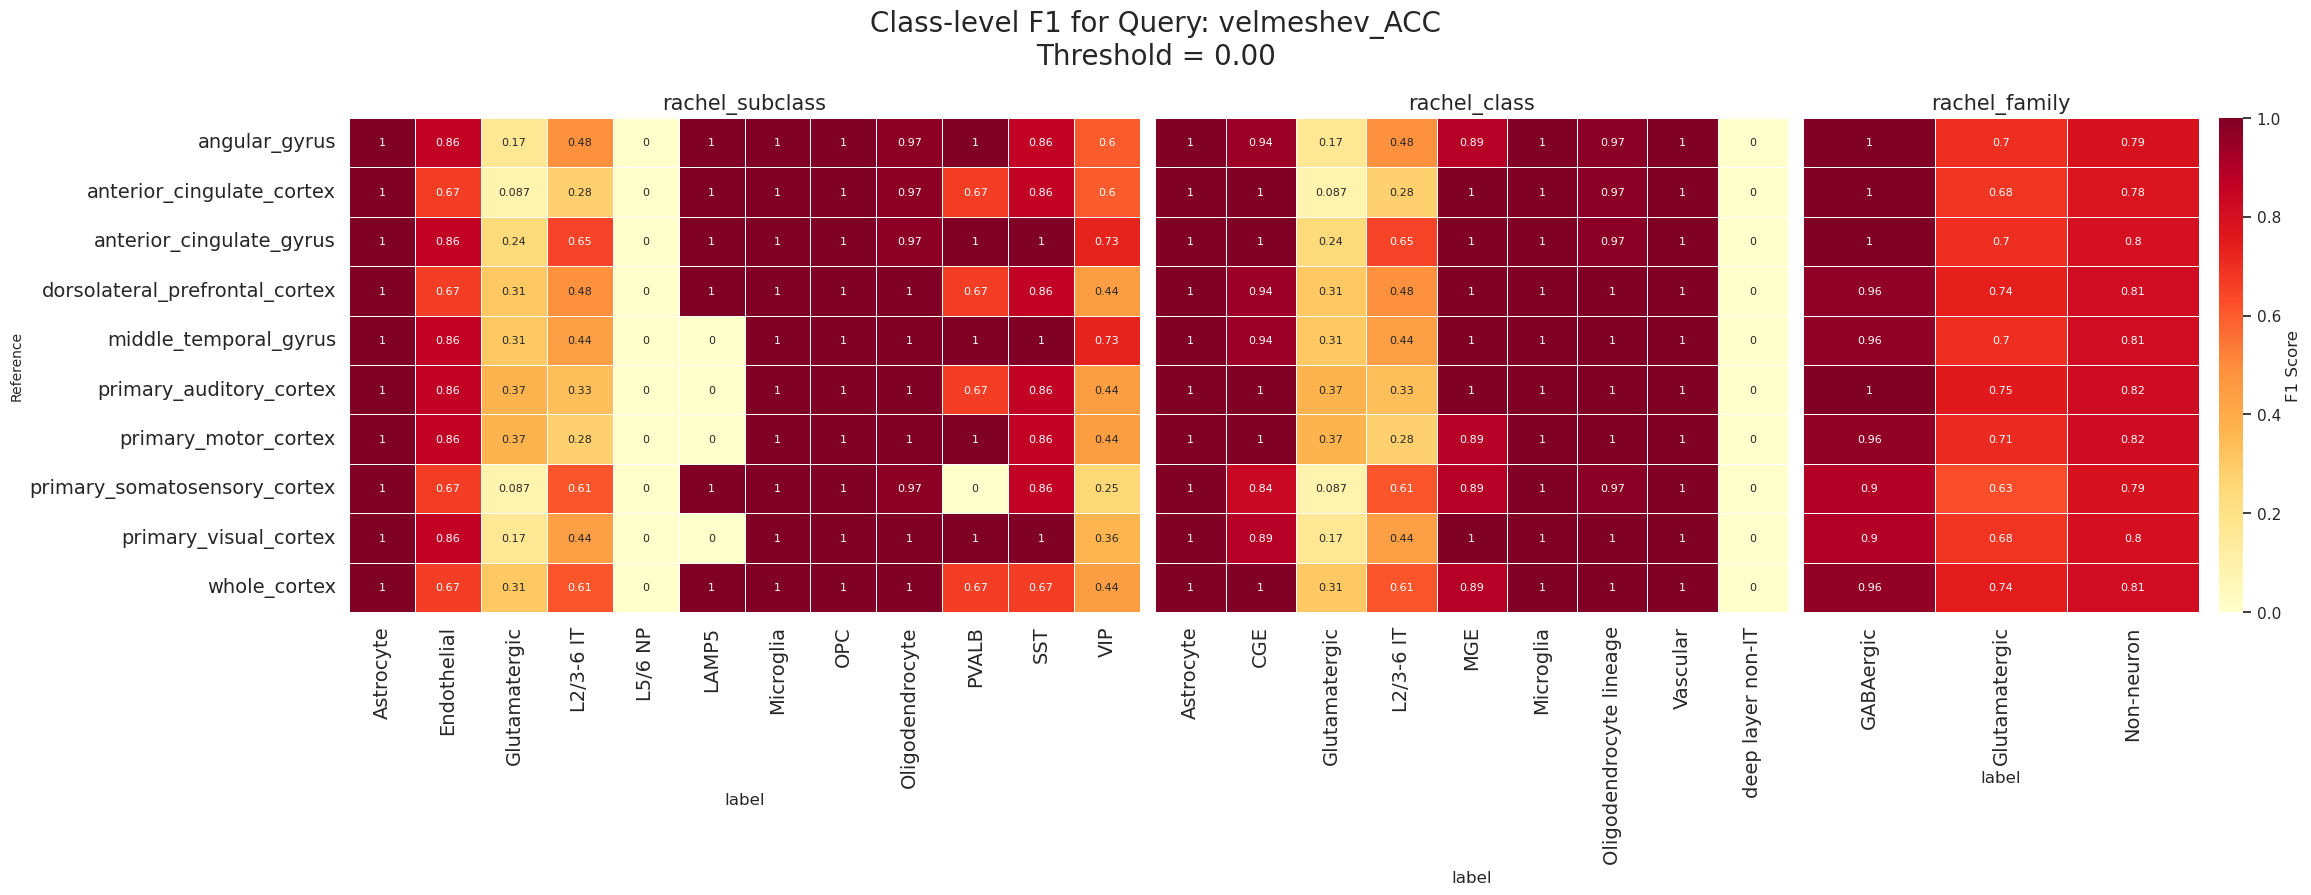 Class-level F1 for Query: velmeshev_ACC
Threshold = 0.00
rachel_subclass rachel_class rachel_family
angular_gyrus 1 0.86 0.17 0.48 0 1 1 1 0.97 1 0.86 0.6 1 0.94 0.17 0.48 0.89 1 0.97 1 0 1 0.7 0.79 1.0
anterior_cingulate_cortex 1 0.67 0.087 0.28 0 1 1 1 0.97 0.67 0.86 0.6 1 1 0.087 0.28 1 1 0.97 1 0 1 0.68 0.78
anterior_cingulate_gyrus 1 0.86 0.24 0.65 0 1 1 1 0.97 1 1 0.73 1 1 0.24 0.65 1 1 0.97 1 0 1 0.7 0.8 0.8
dorsolateral_prefrontal_cortex 1 0.67 0.31 0.48 0 1 1 1 1 0.67 0.86 0.44 1 0.94 0.31 0.48 1 1 1 1 0 0.96 0.74 0.81
middle_temporal_gyrus 1 0.86 0.31 0.44 0 0 1 1 1 1 1 0.73 1 0.94 0.31 0.44 1 1 1 1 0 0.96 0.7 0.81 0.6
primary_auditory_cortex 1 0.86 0.37 0.33 0 0 1 1 1 0.67 0.86 0.44 1 1 0.37 0.33 1 1 1 1 0 1 0.75 0.82
primary_motor_cortex 1 0.86 0.37 0.28 0 0 1 1 1 1 0.86 0.44 1 1 0.37 0.28 0.89 1 1 1 0 0.96 0.71 0.82 0.4
primary_somatosensory_cortex 1 0.67 0.087 0.61 0 1 1 1 0.97 0 0.86 0.25 1 0.84 0.087 0.61 0.89 1 0.97 1 0 0.9 0.63 0.79
primary_visual_cortex 1 0.86 0.17 0.44 0 0 1 1 1 1 1 0.36 1 0.89 0.17 0.44 1 1 1 1 0 0.9 0.68 0.8 0.2
whole_cortex 1 0.67 0.31 0.61 0 1 1 1 1 0.67 0.67 0.44 1 1 0.31 0.61 0.89 1 1 1 0 0.96 0.74 0.81 0.0
Reference
F1 Score
Astrocyte Endothelial Glutamatergic L2/3-6 IT L5/6 NP LAMP5 Microglia OPC Oligodendrocyte PVALB SST VIP
Astrocyte CGE Glutamatergic L2/3-6 IT MGE Microglia Oligodendrocyte lineage Vascular deep layer non-IT
GABAergic Glutamatergic Non-neuron
label
label
label